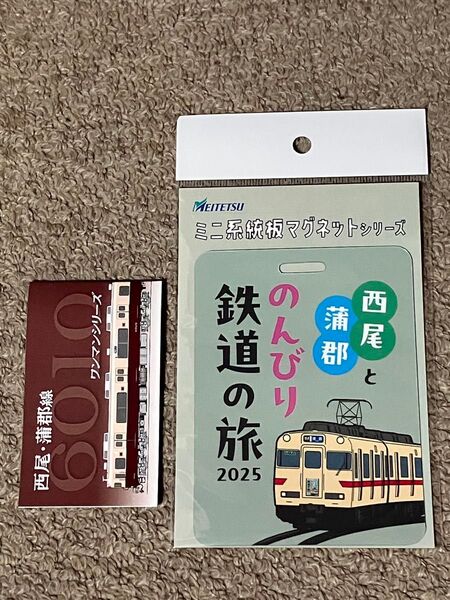 西尾・蒲郡線
6010
ワンマンシリーズ
MEITETSU
ミニ系統板マグネットシリーズ
西尾
蒲郡
と
のんびり
鉄道の旅
2025